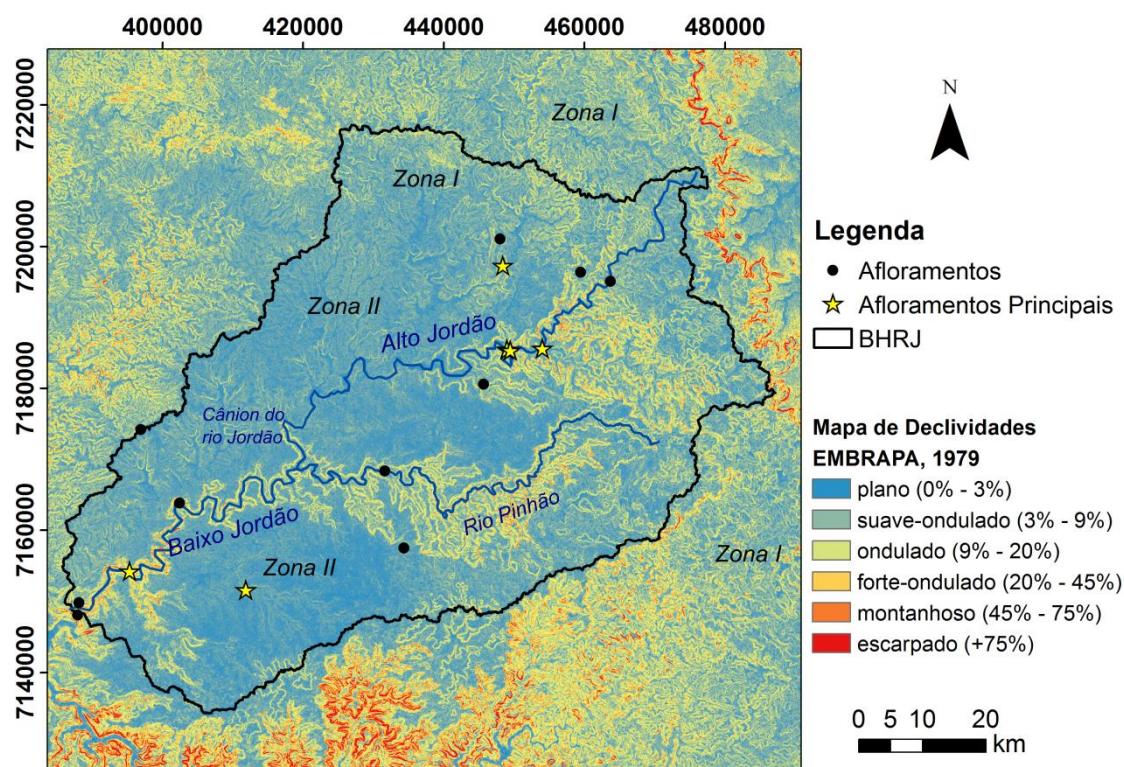 400000 420000 440000 460000 480000
7220000
7200000
7180000
7160000
7140000
Zona I
Zona I
Zona II
Alto Jordão
Cânion do
rio Jordão
Baixo Jordão
Rio Pinhão
Zona II
Zona I
N
Legenda
Afloramentos
Afloramentos Principais
BHRJ
Mapa de Declividades
EMBRAPA, 1979
plano (0% - 3%)
suave-ondulado (3% - 9%)
ondulado (9% - 20%)
forte-ondulado (20% - 45%)
montanhoso (45% - 75%)
escarpado (+75%)
0 5 10 20
km